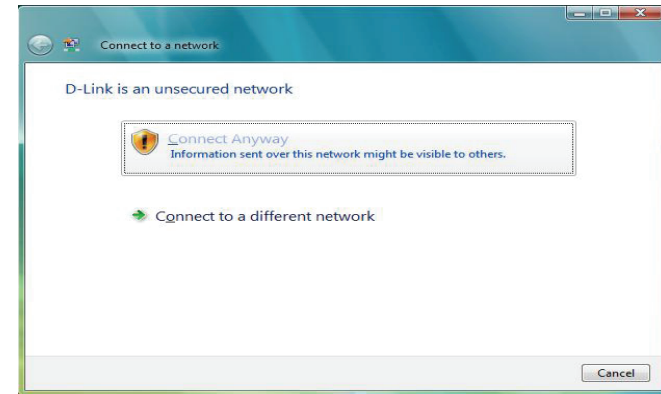 Connect to a network
D-Link is an unsecured network
Connect Anyway
Information sent over this network might be visible to others.
Connect to a different network
Cancel